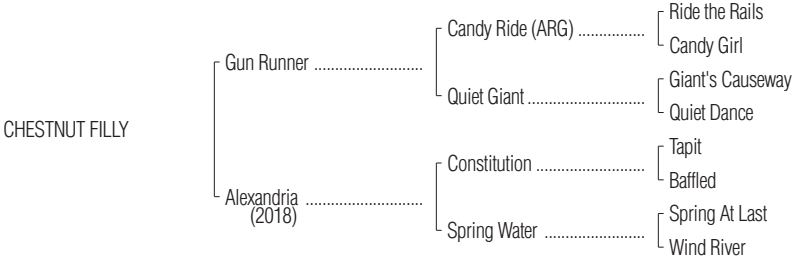 Ride the Rails
Candy Ride (ARG) ................
Candy Girl
Gun Runner ..........................
Giant's Causeway
Quiet Giant ............................
Quiet Dance
CHESTNUT FILLY
Tapit
Constitution ..........................
Baffled
Alexandria ............................
(2018)
Spring At Last
Spring Water ........................
Wind River